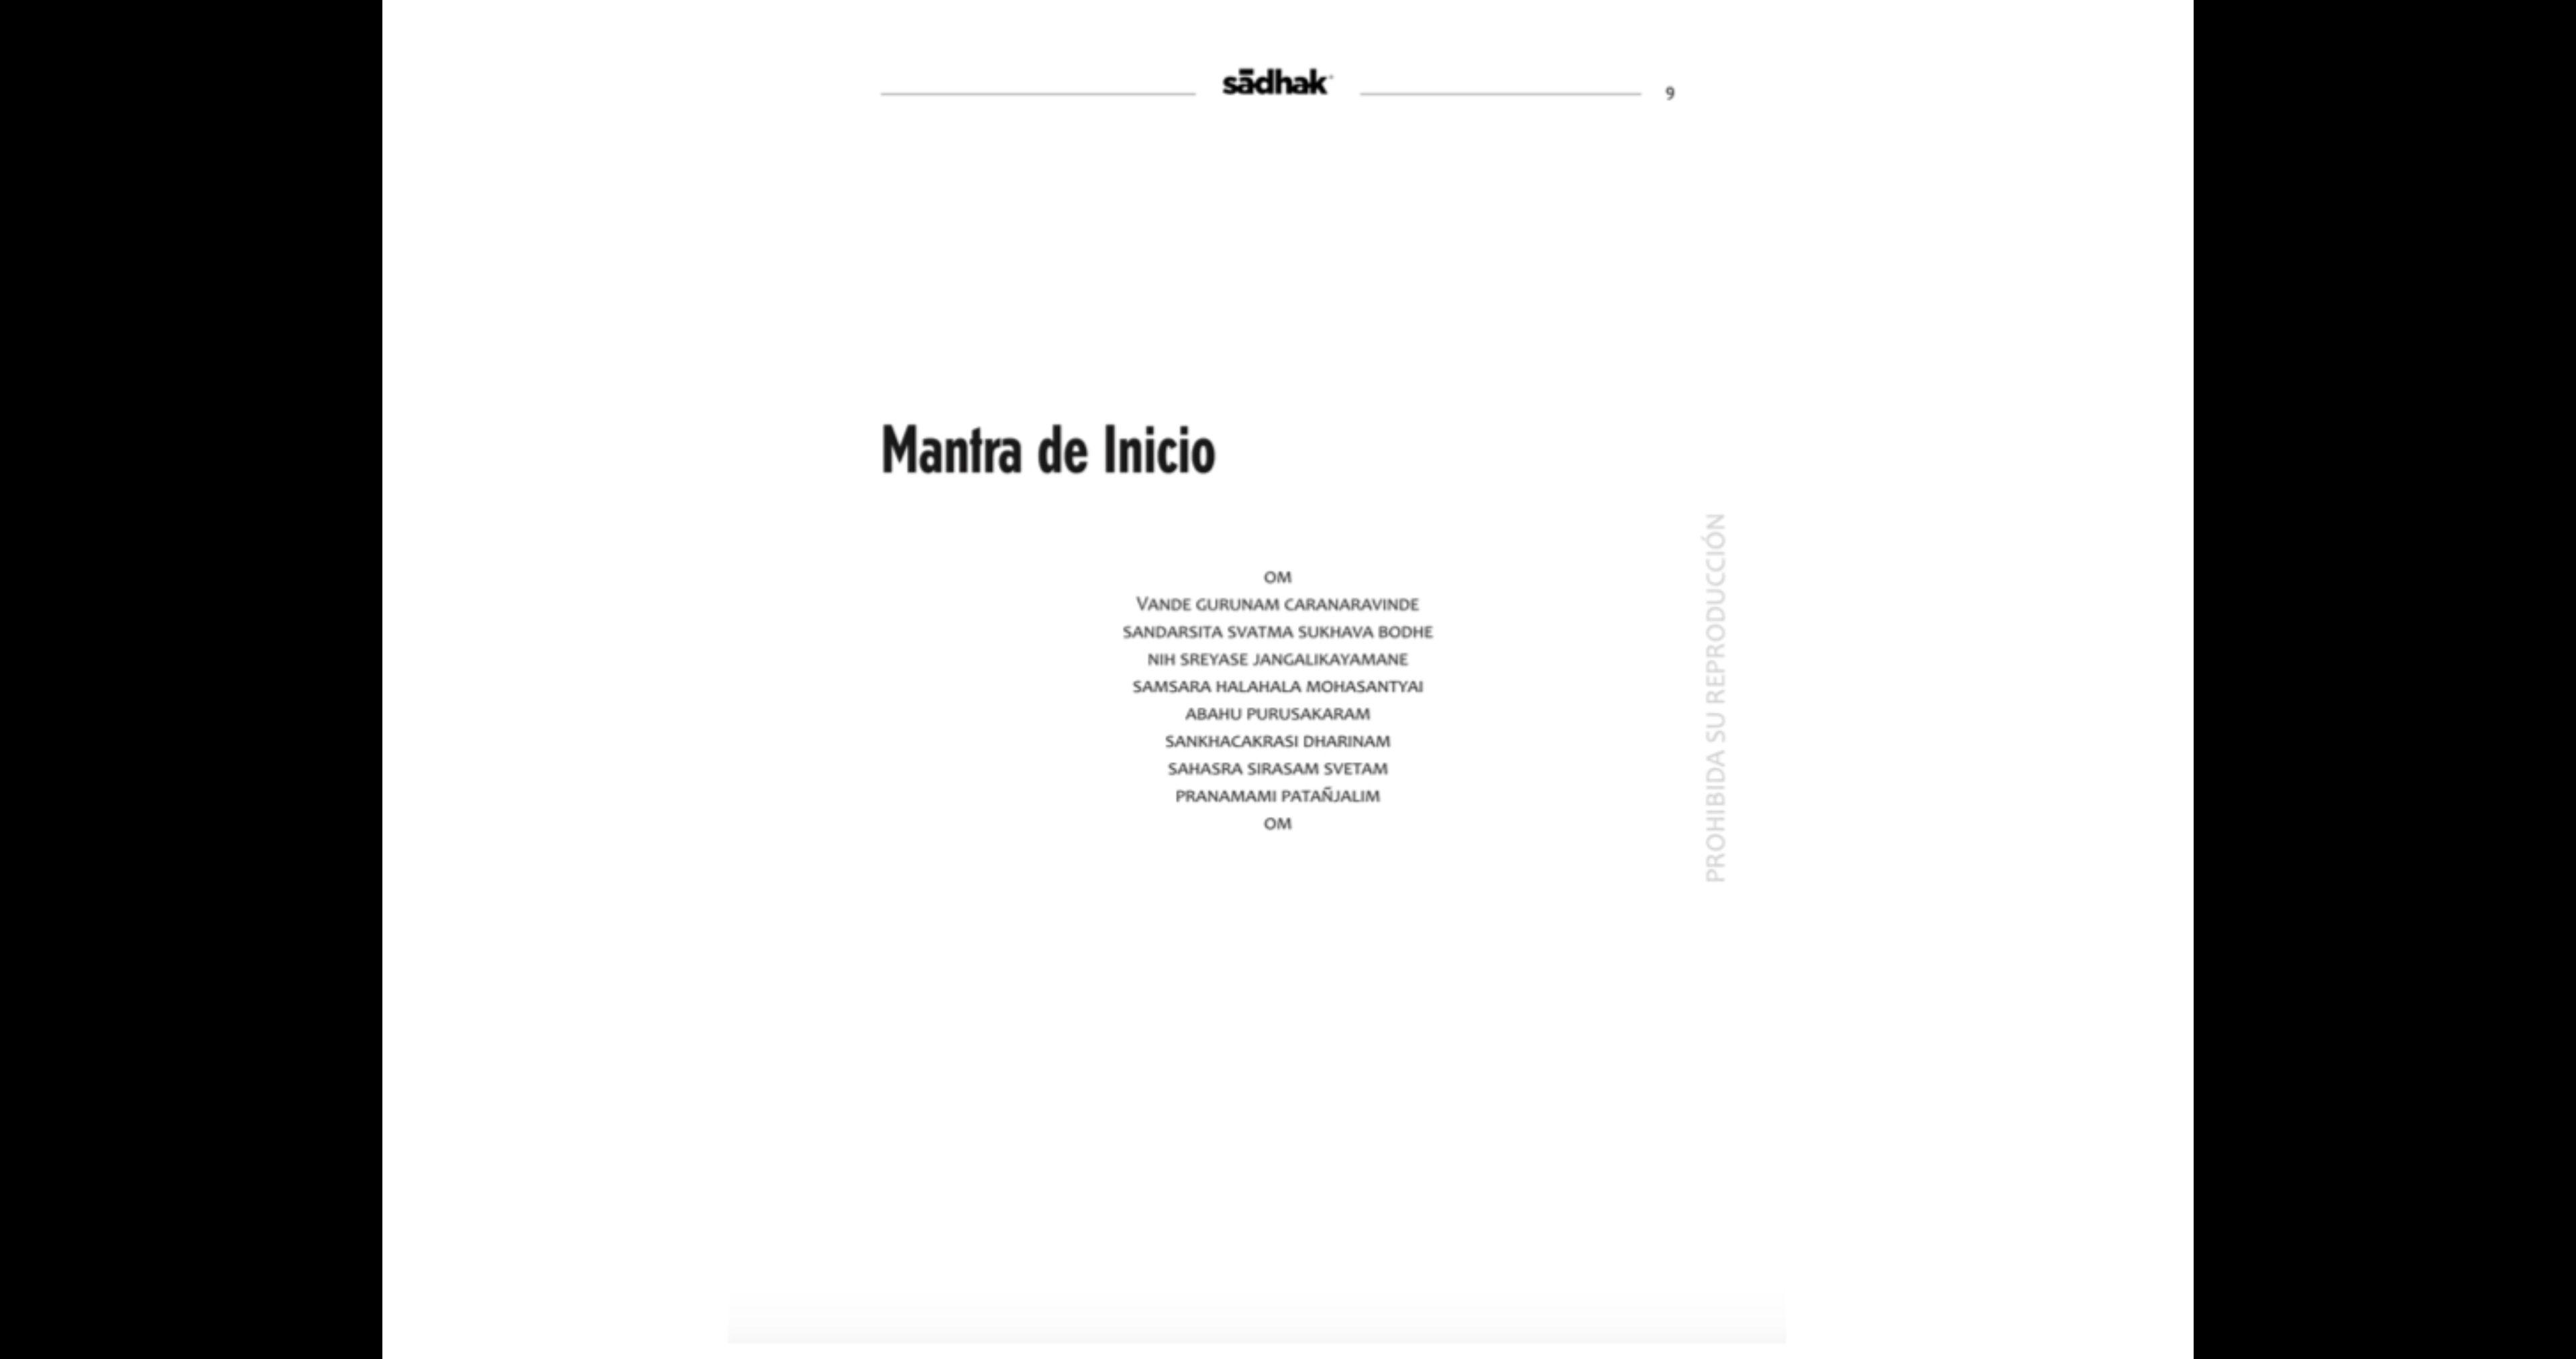 sādhak
9
Mantra de Inicio
OM
VANDE GURUNAM CARANARAVINDE
SANDARSITA SVATMA SUKHAVA BODHE
NIH SREYASE JANGALIKAYAMANE
SAMSARA HALAHALA MOHASANTYAI
ABAHU PURUSAKARAM
SANKHACAKRASI DHARINAM
SAHASRA SIRASAM SVETAM
PRANAMAMI PATAÑJALIM
OM
PROHIBIDA SU REPRODUCCIÓN